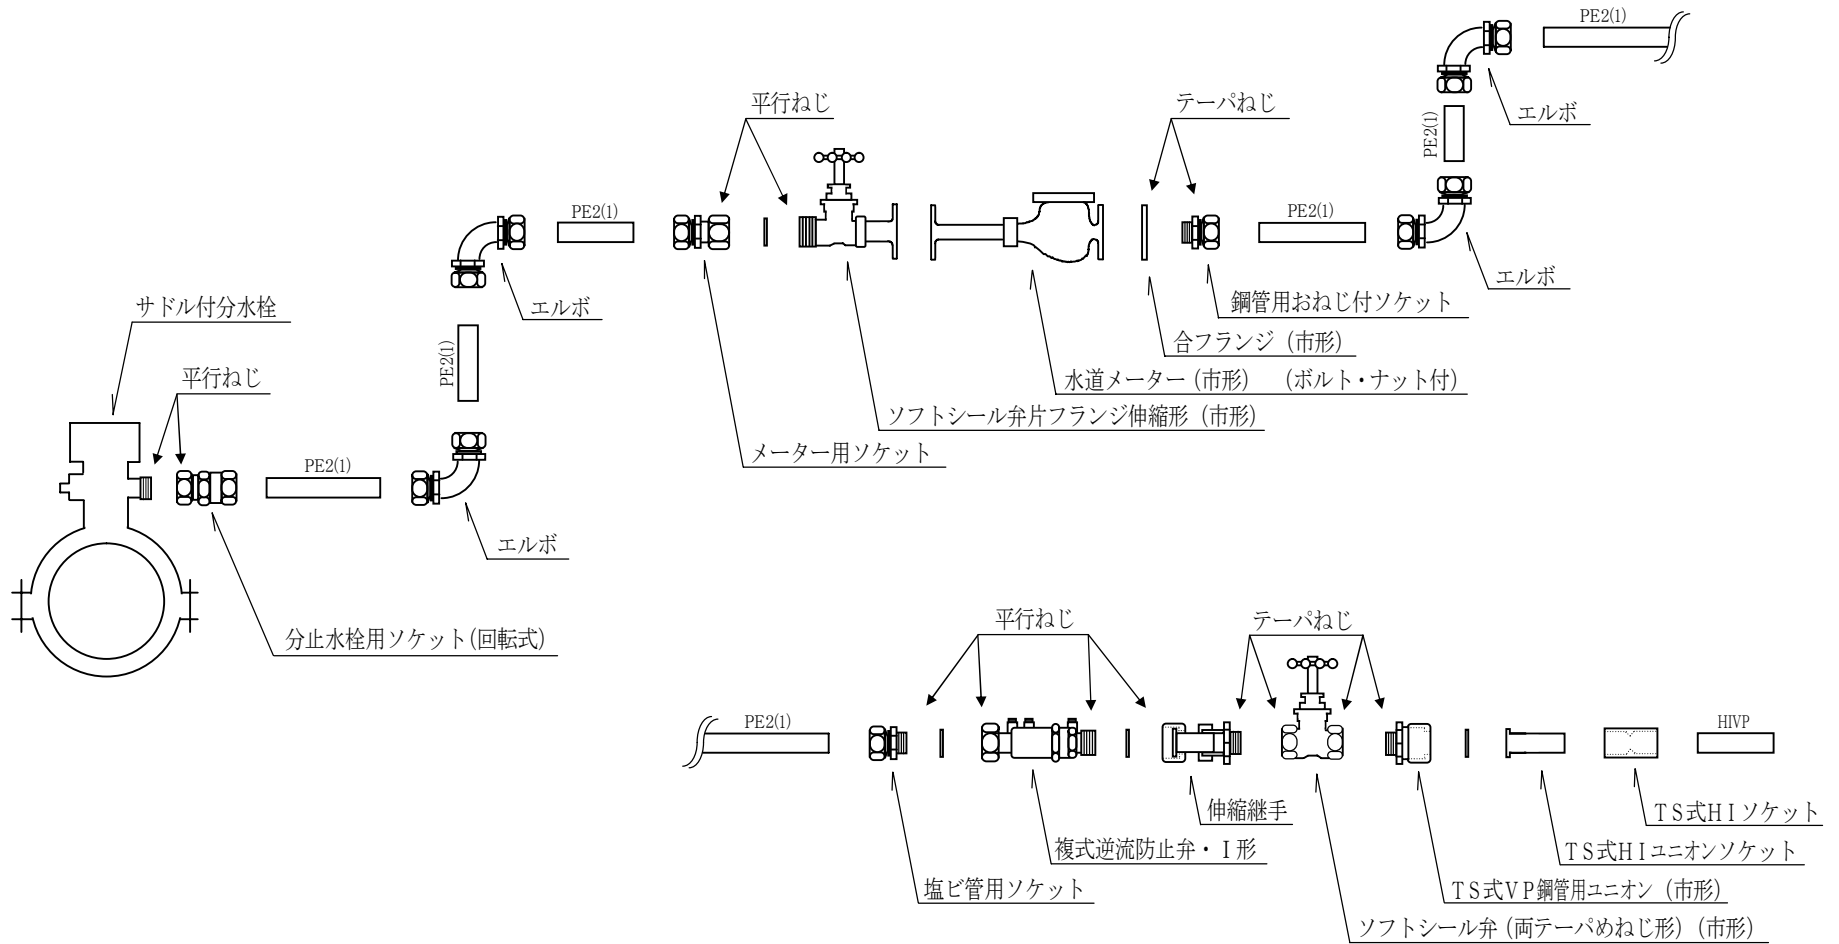 PE2(1)
エルボ
PE2(1)
平行ねじ
テーパねじ
PE2(1)
PE2(1)
エルボ
エルボ
サドル付分水栓
平行ねじ
PE2(1)
鋼管用おねじ付ソケット
合フランジ (市形)
水道メーター (市形) (ボルト・ナット付)
ソフトシール弁片フランジ伸縮形 (市形)
メーター用ソケット
PE2(1)
エルボ
分止水栓用ソケット(回転式)
平行ねじ
テーパねじ
PE2(1)
HIVP
伸縮継手
複式逆流防止弁・Ⅰ形
塩ビ管用ソケット
TS式HIソケット
TS式HIユニオンソケット
TS式VP鋼管用ユニオン (市形)
ソフトシール弁 (両テーパめねじ形) (市形)